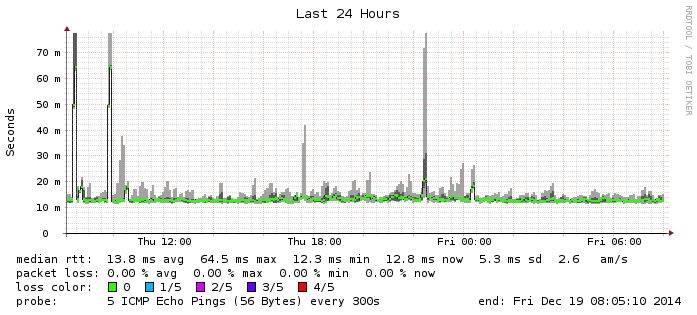 Last 24 Hours
RRDTOOL / TOBI OETIKER
Seconds
70 m
60 m
50 m
40 m
30 m
20 m
10 m
0
Thu 12:00 Thu 18:00 Fri 00:00 Fri 06:00
median rtt: 13.8 ms avg 64.5 ms max 12.3 ms min 12.8 ms now 5.3 ms sd 2.6 am/s
packet loss: 0.00 % avg 0.00 % max 0.00 % min 0.00 % now
loss color: 0 1/5 2/5 3/5 4/5
probe: 5 ICMP Echo Pings (56 Bytes) every 300s end: Fri Dec 19 08:05:10 2014